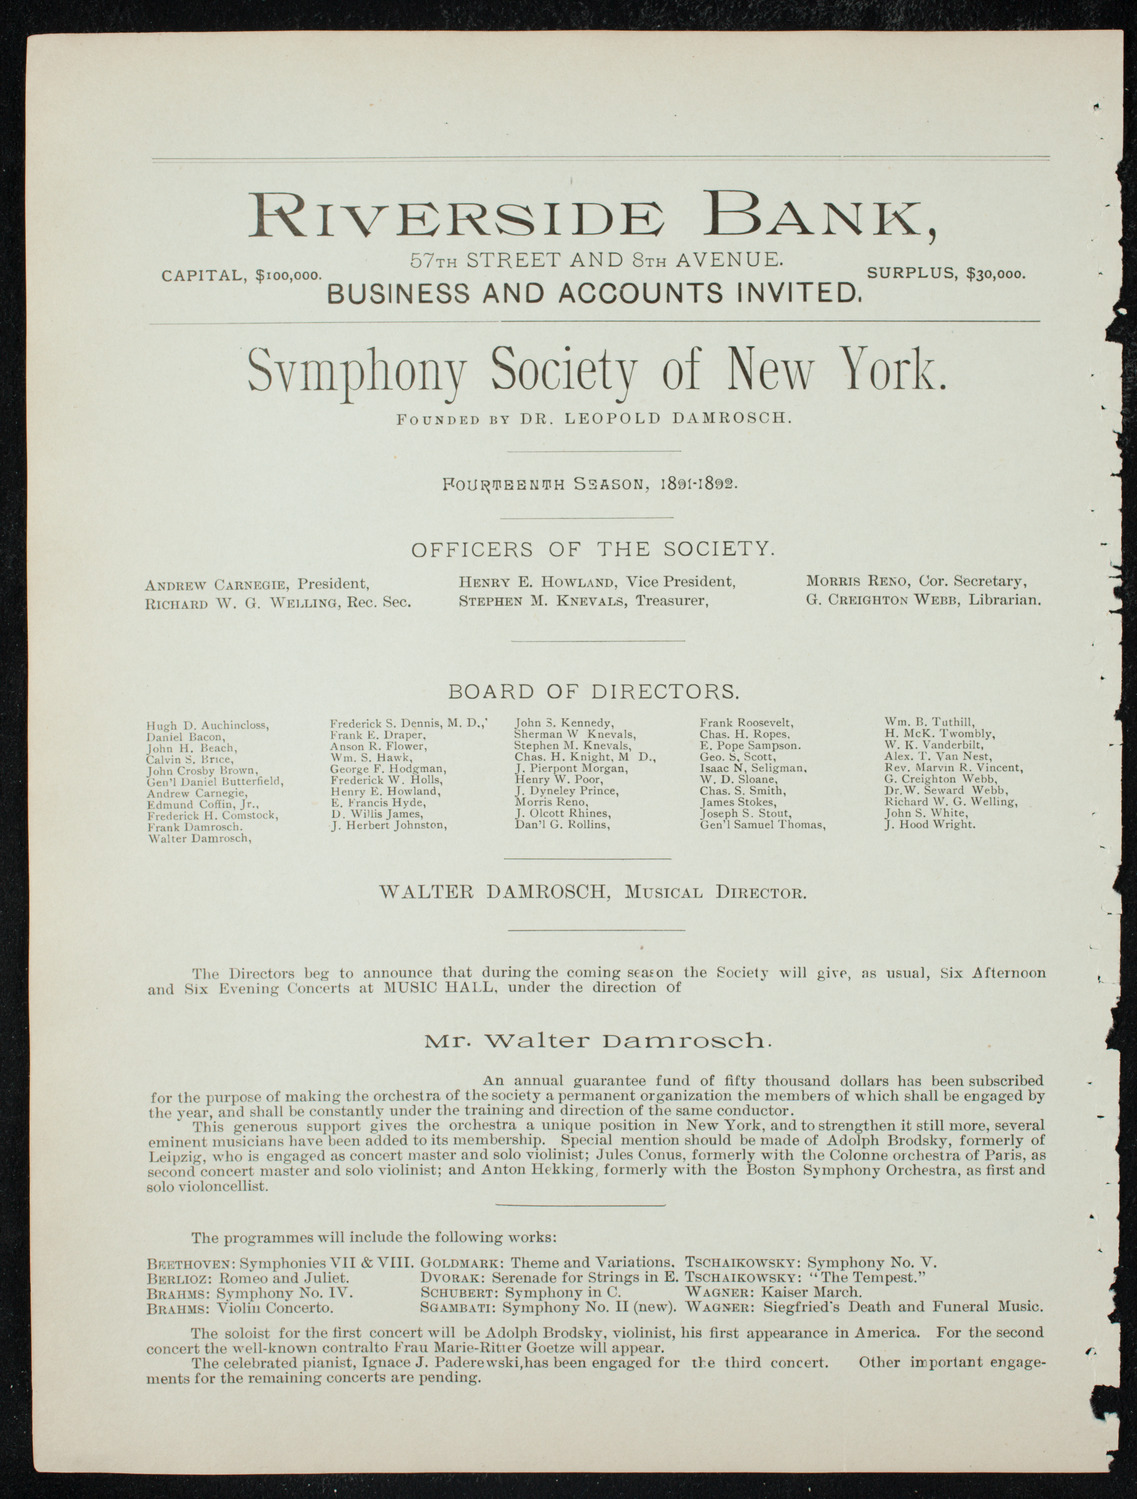 RIVERSIDE BANK,
57TH STREET AND 8TH AVENUE.
CAPITAL, $100,000.
SURPLUS, $30,000.
BUSINESS AND ACCOUNTS INVITED.
Svmphony Society of New York.
FOUNDED BY DR. LEOPOLD DAMROSCH.
FOURTEENTH SEASON, 1891-1892.
OFFICERS OF THE SOCIETY.
ANDREW CARNEGIE, President,
RICHARD W. G. WELLING, Rec. Sec.
HENRY E. HOWLAND, Vice President,
STEPHEN M. KNEVALS, Treasurer,
MORRIS RENO, Cor. Secretary,
G. CREIGHTON WEBB, Librarian.
BOARD OF DIRECTORS.
Hugh D. Auchincloss,
Daniel Bacon,
John H. Beach,
Calvin S. Brice,
John Crosby Brown,
Gen'l Daniel Butterfield,
Andrew Carnegie,
Edmund Coffin, Jr.,
Frederick H. Comstock,
Frank Damrosch.
Walter Damrosch,
Frederick S. Dennis, M. D.,'
Frank E. Draper,
Anson R. Flower,
Wm. S. Hawk,
George F. Hodgman,
Frederick W. Holls,
Henry E. Howland,
E. Francis Hyde,
D. Willis James,
J. Herbert Johnston,
John S. Kennedy,
Sherman W Knevals,
Stephen M. Knevals,
Chas. H. Knight, M D.,
J. Pierpont Morgan,
Henry W. Poor,
J. Dyneley Prince,
Morris Reno,
J. Olcott Rhines,
Dan'l G. Rollins,
Frank Roosevelt,
Chas. H. Ropes,
E. Pope Sampson.
Geo. S, Scott,
Isaac N, Seligman,
W. D. Sloane,
Chas. S. Smith,
James Stokes,
Joseph S. Stout,
Gen'l Samuel Thomas,
Wm. B. Tuthill,
H. McK. Twombly,
W. K. Vanderbilt,
Alex. T. Van Nest,
Rev. Marvin R. Vincent,
G. Creighton Webb,
Dr. W. Seward Webb,
Richard W. G. Welling,
John S. White,
J. Hood Wright.
WALTER DAMROSCH, MUSICAL DIRECTOR.
The Directors beg to announce that during the coming season the Society will give, as usual, Six Afternoon
and Six Evening Concerts at MUSIC HALL, under the direction of
Mr. Walter Damrosch.
An annual guarantee fund of fifty thousand dollars has been subscribed
for the purpose of making the orchestra of the society a permanent organization the members of which shall be engaged by
the year, and shall be constantly under the training and direction of the same conductor.
This generous support gives the orchestra a unique position in New York, and to strengthen it still more, several
eminent musicians have been added to its membership. Special mention should be made of Adolph Brodsky, formerly of
Leipzig, who is engaged as concert master and solo violinist; Jules Conus, formerly with the Colonne orchestra of Paris, as
second concert master and solo violinist; and Anton Hekking, formerly with the Boston Symphony Orchestra, as first and
solo violoncellist.
The programmes will include the following works:
BEETHOVEN: Symphonies VII & VIII. GOLDMARK: Theme and Variations. TSCHAIKOWSKY: Symphony No. V.
BERLIOZ: Romeo and Juliet. DVORAK: Serenade for Strings in E. TSCHAIKOWSKY: "The Tempest."
BRAHMS: Symphony No. IV. SCHUBERT: Symphony in C. WAGNER: Kaiser March.
BRAHMS: Violin Concerto. SGAMBATI: Symphony No. II (new). WAGNER: Siegfried's Death and Funeral Music.
The soloist for the first concert will be Adolph Brodsky, violinist, his first appearance in America. For the second
concert the well-known contralto Frau Marie-Ritter Goetze will appear.
The celebrated pianist, Ignace J. Paderewski,has been engaged for the third concert. Other important engage-
ments for the remaining concerts are pending.